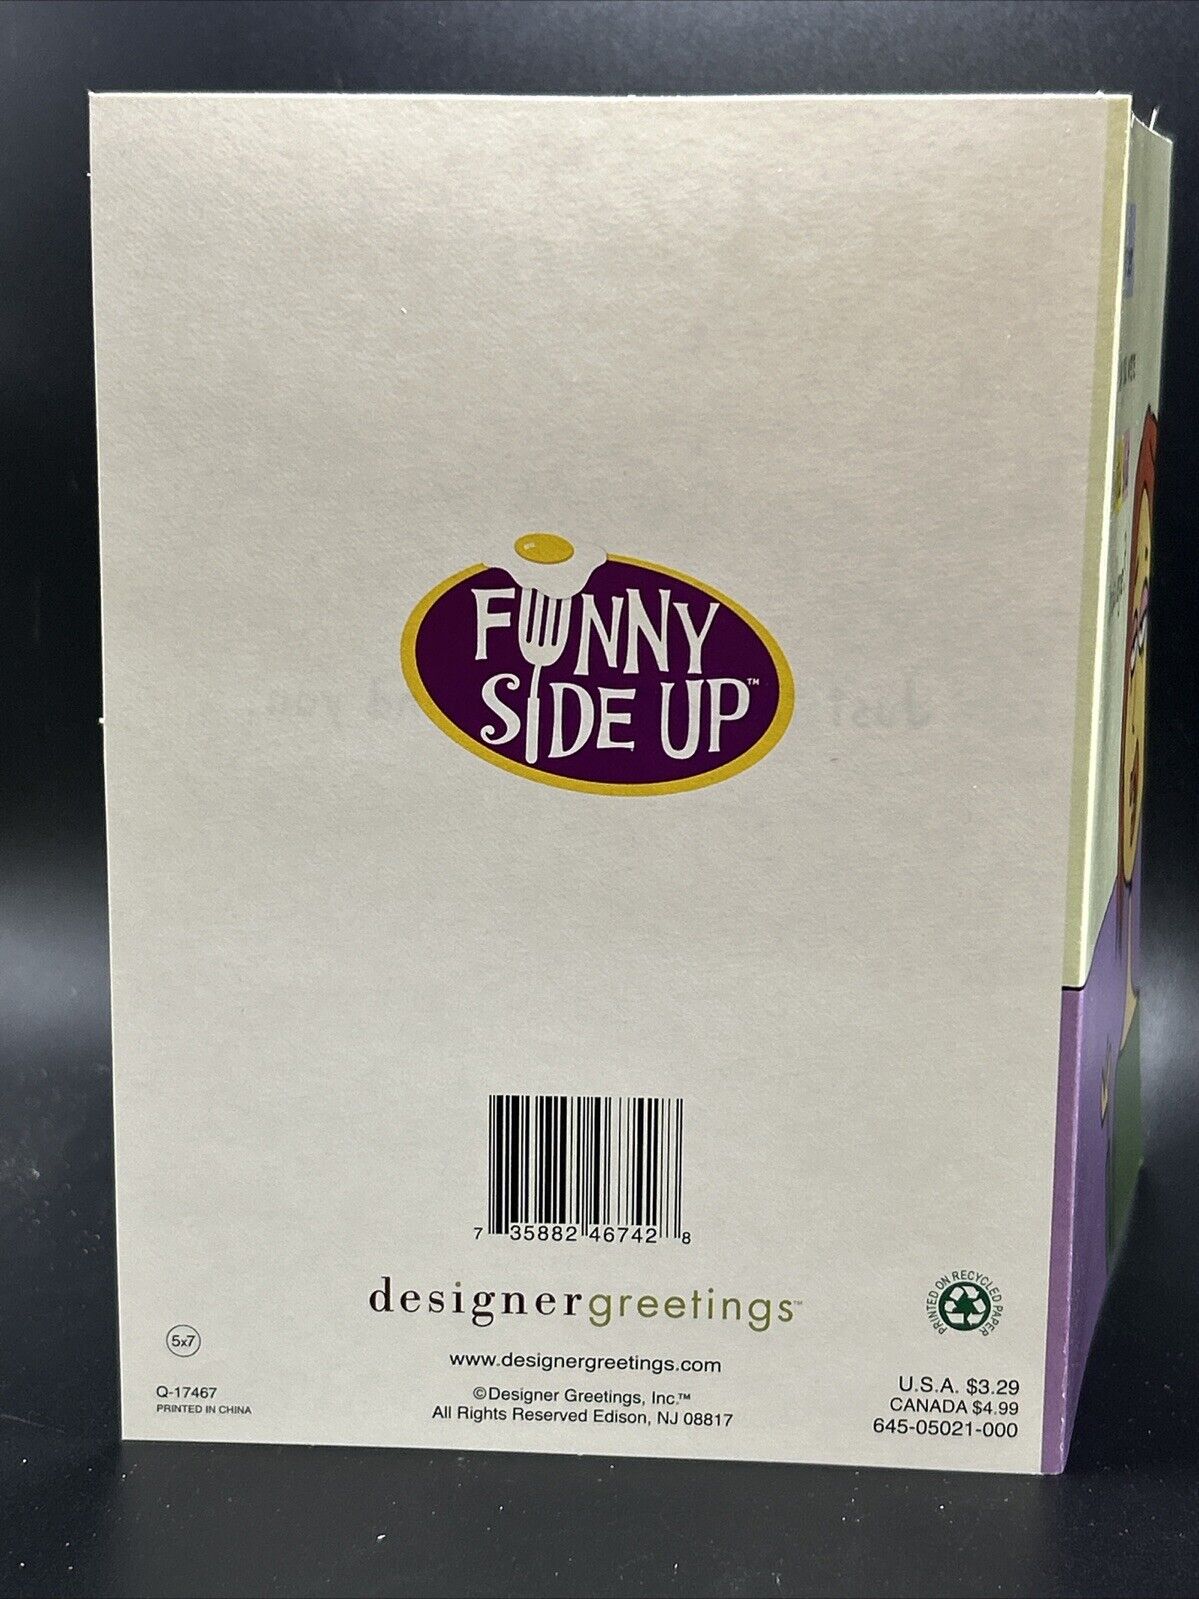 FUNNY
SIDE UP™
7 35882 46742 8
designergreetings™
www.designergreetings.com
©Designer Greetings, Inc.™
All Rights Reserved Edison, NJ 08817
5x7
Q-17467
PRINTED IN CHINA
PRINTED ON RECYCLED PAPER
U.S.A. $3.29
CANADA $4.99
645-05021-000